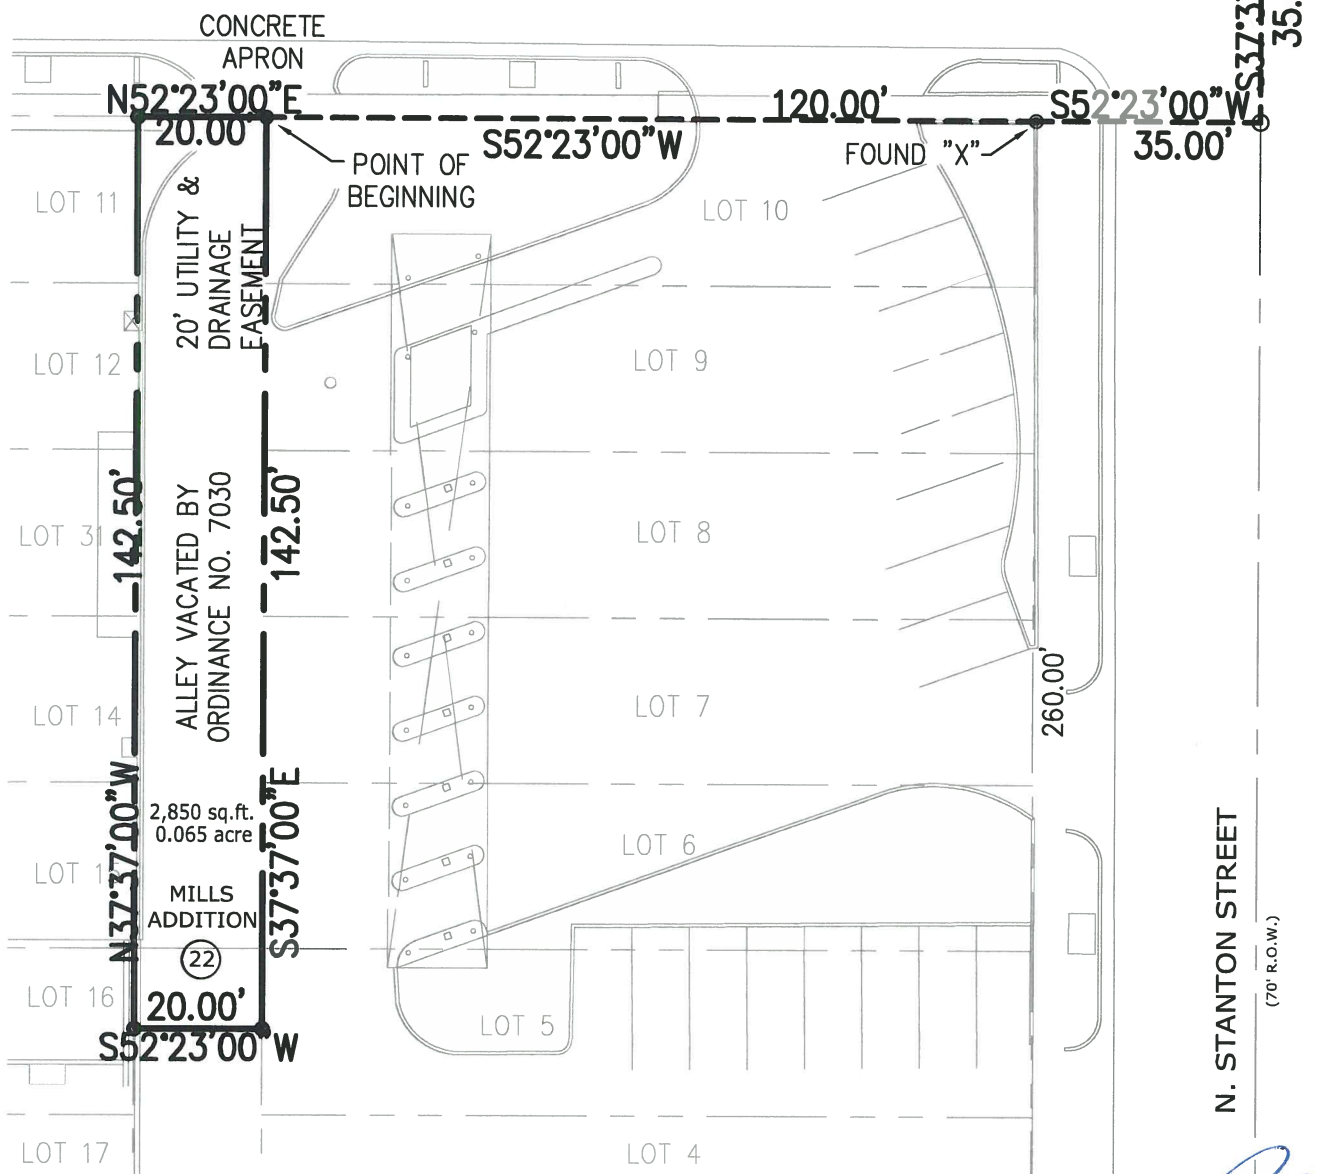 CONCRETE
APRON
S37°3
35.
N52°23'00"E
20.00'
120.00'
S52°23'00"W
S52°23'00"W
35.00'
POINT OF
BEGINNING
FOUND "X"
LOT 11
LOT 10
20' UTILITY &
DRAINAGE
EASEMENT
LOT 12
LOT 9
142.50'
142.50'
ALLEY VACATED BY
ORDINANCE NO. 7030
LOT 31
LOT 8
LOT 14
LOT 7
260.00'
N37°37'00"W
S37°37'00"E
2,850 sq.ft.
0.065 acre
LOT 6
LOT
MILLS
ADDITION
22
LOT 16
20.00'
S52°23'00"W
LOT 5
N. STANTON STREET
(70' R.O.W.)
LOT 17
LOT 4